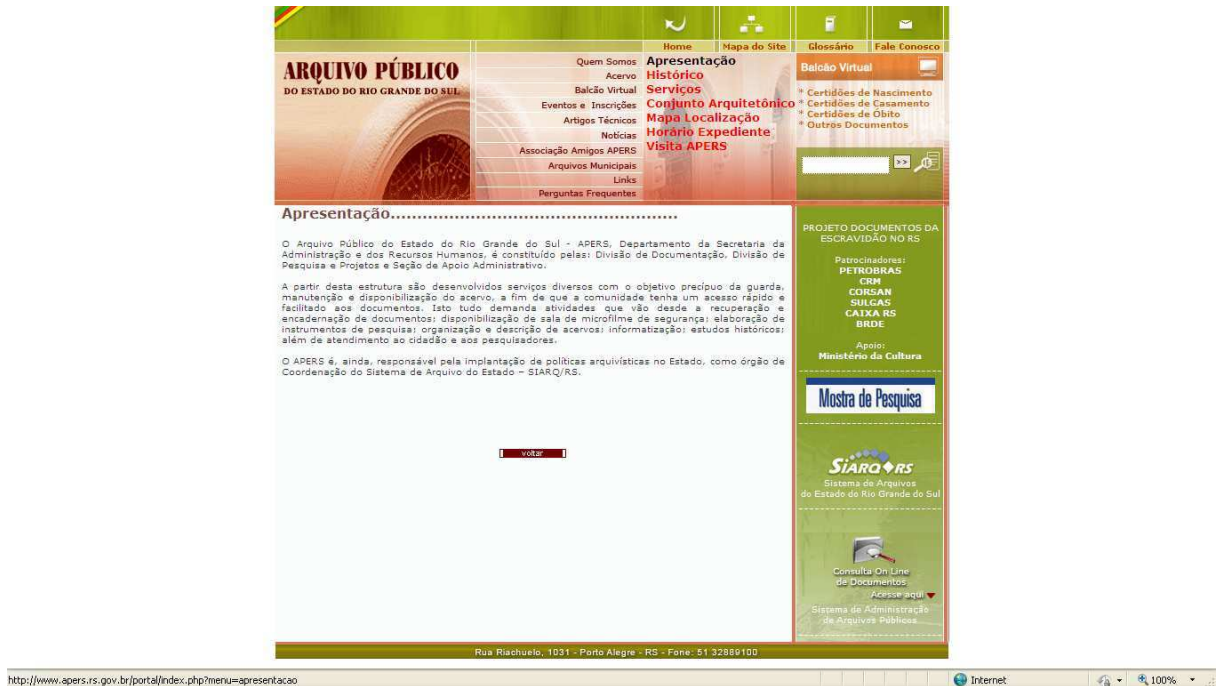 Home Mapa do Site Glossário Fale Conosco
ARQUIVO PÚBLICO
DO ESTADO DO RIO GRANDE DO SUL
Quem Somos
Acervo
Balcão Virtual
Eventos e Inscrições
Artigos Técnicos
Notícias
Associação Amigos APERS
Arquivos Municipais
Links
Perguntas Frequentes
Apresentação
Histórico
Serviços
Conjunto Arquitetônico
Mapa Localização
Horário Expediente
Visita APERS
Balcão Virtual
* Certidões de Nascimento
* Certidões de Casamento
* Certidões de Óbito
* Outros Documentos
>>
Apresentação......................................................
O Arquivo Público do Estado do Rio Grande do Sul - APERS, Departamento da Secretaria da
Administração e dos Recursos Humanos, é constituído pelas: Divisão de Documentação, Divisão de
Pesquisa e Projetos e Seção de Apoio Administrativo.
A partir desta estrutura são desenvolvidos serviços diversos com o objetivo precípuo da guarda,
manutenção e disponibilização do acervo, a fim de que a comunidade tenha um acesso rápido e
facilitado aos documentos. Isto tudo demanda atividades que vão desde a recuperação e
encadernação de documentos; disponibilização de sala de microfilme de segurança; elaboração de
instrumentos de pesquisa; organização e descrição de acervos; informatização; estudos históricos;
além de atendimento ao cidadão e aos pesquisadores.
O APERS é, ainda, responsável pela implantação de políticas arquivísticas no Estado, como órgão de
Coordenação do Sistema de Arquivo do Estado – SIARQ/RS.
voltar
PROJETO DOCUMENTOS DA
ESCRAVIDÃO NO RS
Patrocinadores:
PETROBRAS
CRM
CORSAN
SULGAS
CAIXA RS
BRDE
Apoio:
Ministério da Cultura
Mostra de Pesquisa
SIARQ RS
Sistema de Arquivos
do Estado do Rio Grande do Sul
Consulta On Line
de Documentos
Acesse aqui
Sistema de Administração
de Arquivos Públicos
Rua Riachuelo, 1031 - Porto Alegre - RS - Fone: 51 32889100
http://www.apers.rs.gov.br/portal/index.php?menu=apresentacao Internet 100%